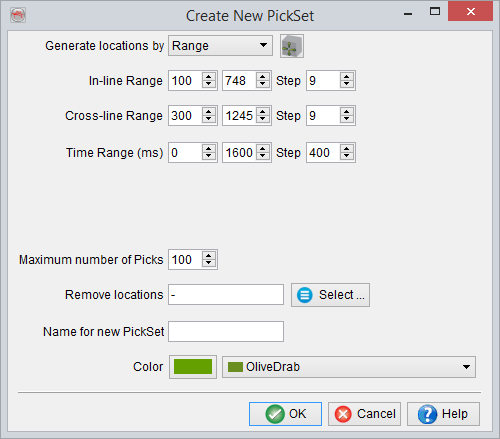 Create New PickSet
Generate locations by Range
In-line Range 100 748 Step 9
Cross-line Range 300 1245 Step 9
Time Range (ms) 0 1600 Step 400
Maximum number of Picks 100
Remove locations - Select ...
Name for new PickSet
Color OliveDrab
OK Cancel Help